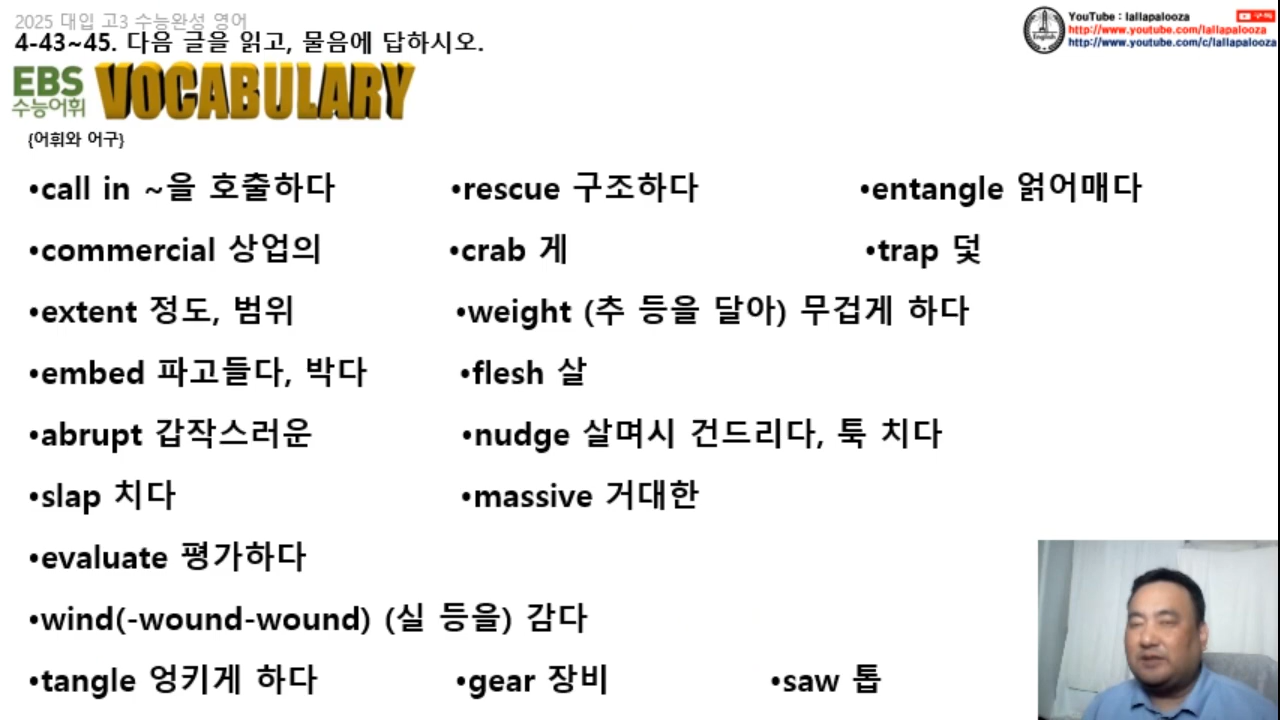 2025 대입 고3 수능완성 영어
4-43~45. 다음 글을 읽고, 물음에 답하시오.
YouTube : lallapalooza
http://www.youtube.com/lallapalooza
http://www.youtube.com/c/lallapalooza
EBS
수능어휘
VOCABULARY
{어휘와 어구}
•call in ~을 호출하다 •rescue 구조하다 •entangle 얽어매다
•commercial 상업의 •crab 게 •trap 덫
•extent 정도, 범위 •weight (추 등을 달아) 무겁게 하다
•embed 파고들다, 박다 •flesh 살
•abrupt 갑작스러운 •nudge 살며시 건드리다, 툭 치다
•slap 치다 •massive 거대한
•evaluate 평가하다
•wind(-wound-wound) (실 등을) 감다
•tangle 엉키게 하다 •gear 장비 •saw 톱